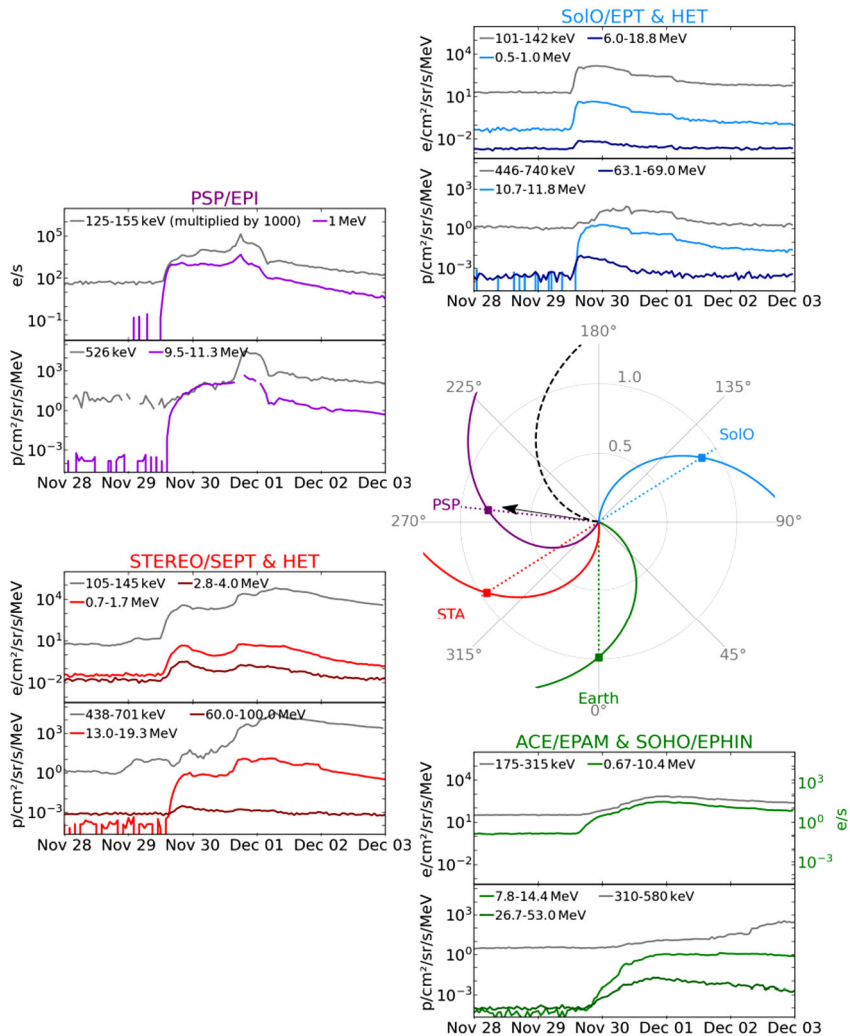 SolO/EPT & HET
101-142 keV 6.0-18.8 MeV
0.5-1.0 MeV
10⁴
10¹
10⁻²
e/cm²/sr/s/MeV
446-740 keV 63.1-69.0 MeV
10.7-11.8 MeV
10³
10⁰
10⁻³
p/cm²/sr/s/MeV
Nov 28 Nov 29 Nov 30 Dec 01 Dec 02 Dec 03
PSP/EPI
125-155 keV (multiplied by 1000) 1 MeV
10⁵
10²
10⁻¹
e/s
526 keV 9.5-11.3 MeV
10³
10⁰
10⁻³
p/cm²/sr/s/MeV
Nov 28 Nov 29 Nov 30 Dec 01 Dec 02 Dec 03
180°
225° 1.0 135°
0.5 SolO
PSP
270° 90°
STA
315° 45°
Earth
0°
STEREO/SEPT & HET
105-145 keV 2.8-4.0 MeV
0.7-1.7 MeV
10⁴
10¹
10⁻²
e/cm²/sr/s/MeV
438-701 keV 60.0-100.0 MeV
13.0-19.3 MeV
10³
10⁰
10⁻³
p/cm²/sr/s/MeV
Nov 28 Nov 29 Nov 30 Dec 01 Dec 02 Dec 03
ACE/EPAM & SOHO/EPHIN
175-315 keV 0.67-10.4 MeV
10⁴
10¹
10⁻²
e/cm²/sr/s/MeV
10³
10⁰
10⁻³
e/s
7.8-14.4 MeV 310-580 keV
26.7-53.0 MeV
10³
10⁰
10⁻³
p/cm²/sr/s/MeV
Nov 28 Nov 29 Nov 30 Dec 01 Dec 02 Dec 03